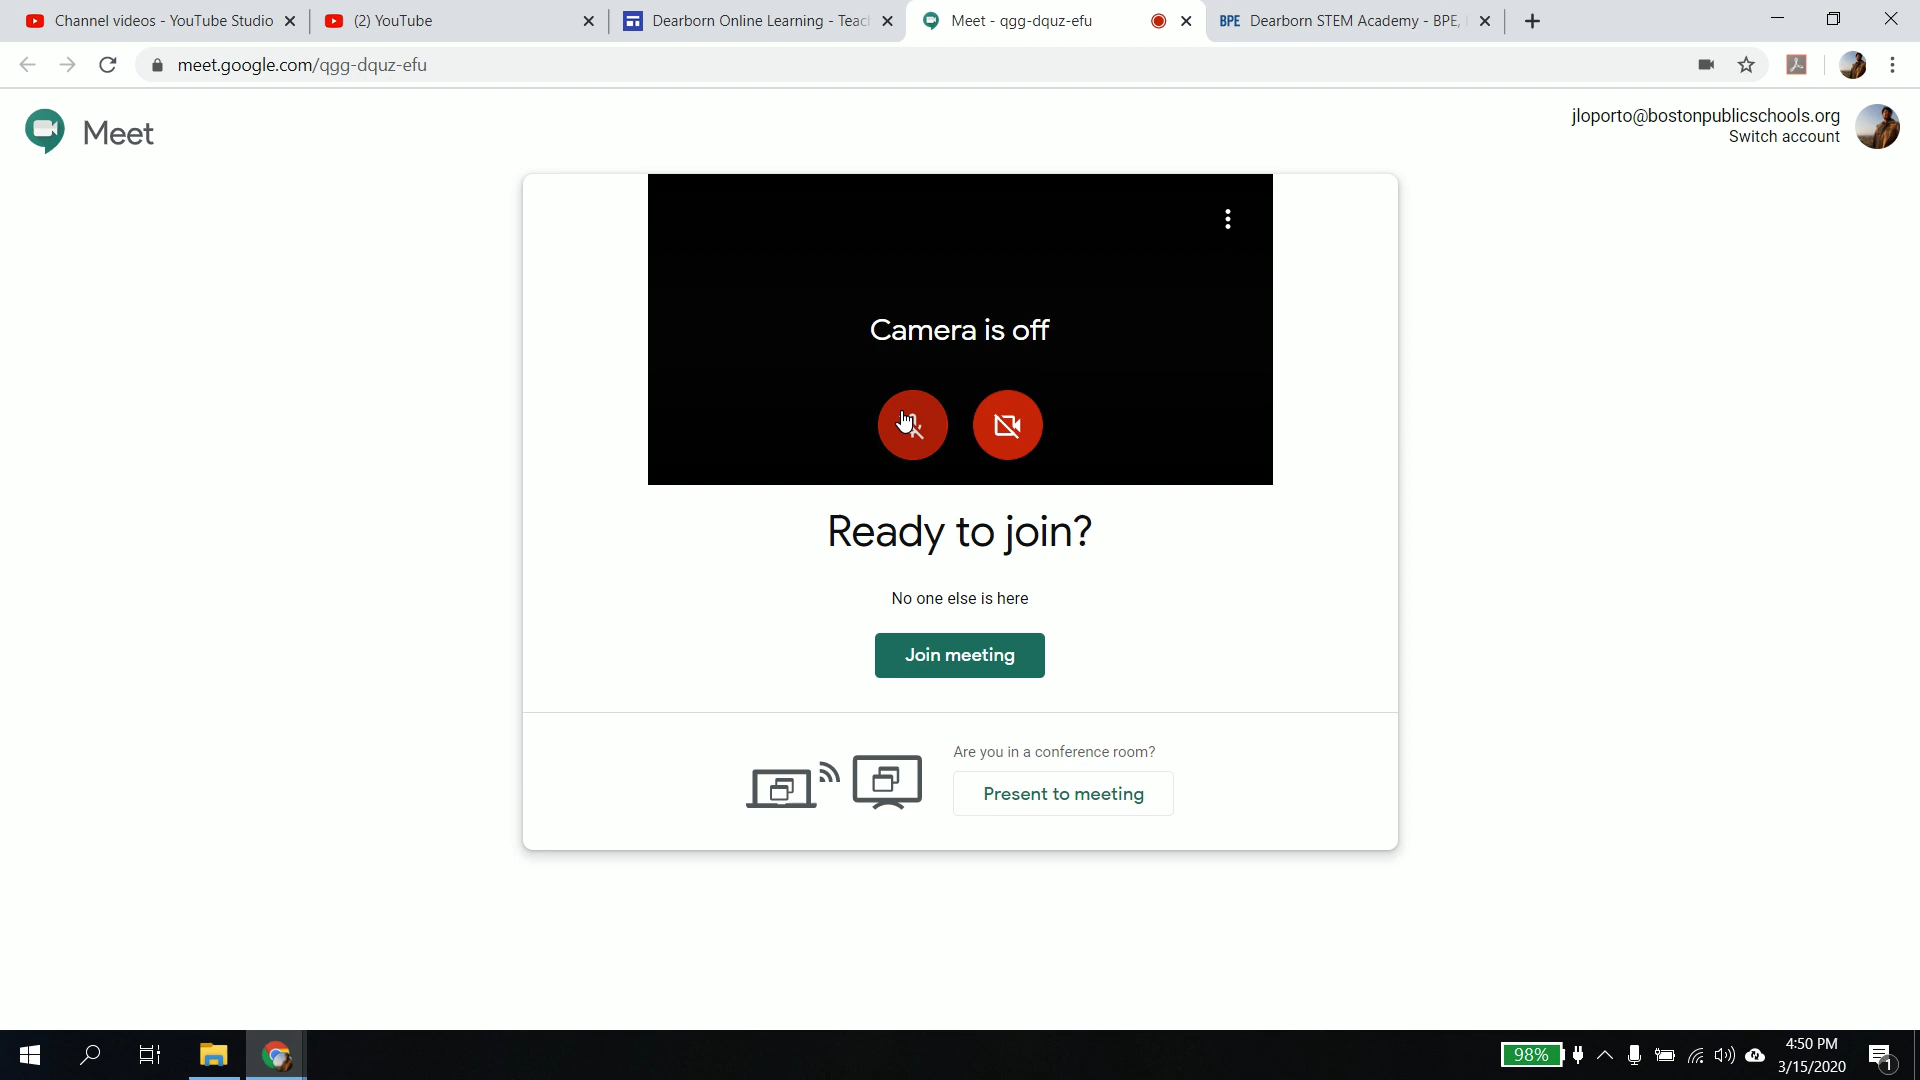 Channel videos - YouTube Studio
(2) YouTube
Dearborn Online Learning - Teac
Meet - qgg-dquz-efu
BPE Dearborn STEM Academy - BPE,
meet.google.com/qgg-dquz-efu
Meet
jloporto@bostonpublicschools.org
Switch account
Camera is off
Ready to join?
No one else is here
Join meeting
Are you in a conference room?
Present to meeting
98%
4:50 PM
3/15/2020
1